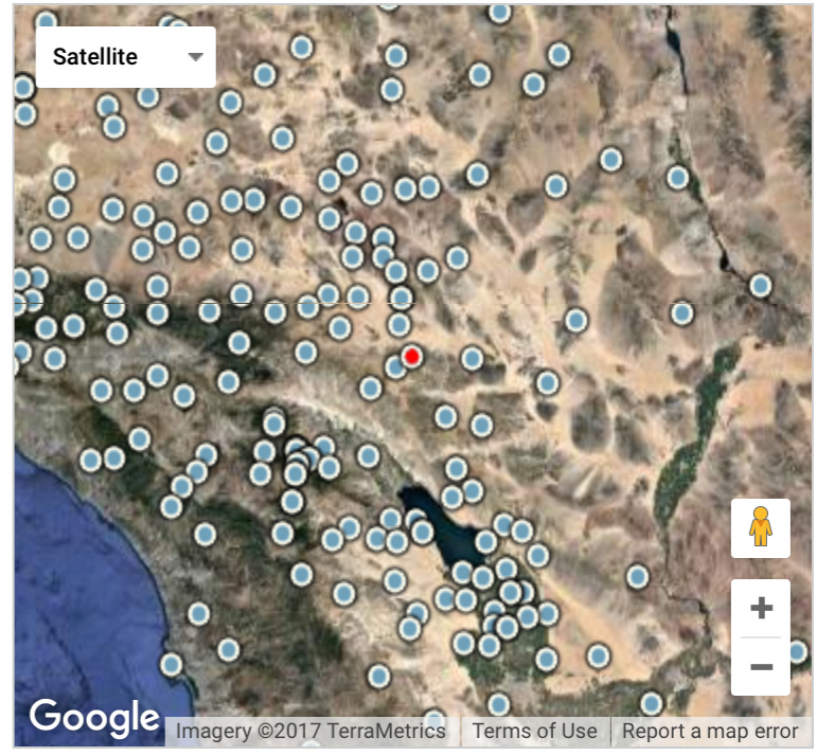 Satellite
+
−
Google
Imagery ©2017 TerraMetrics
Terms of Use
Report a map error